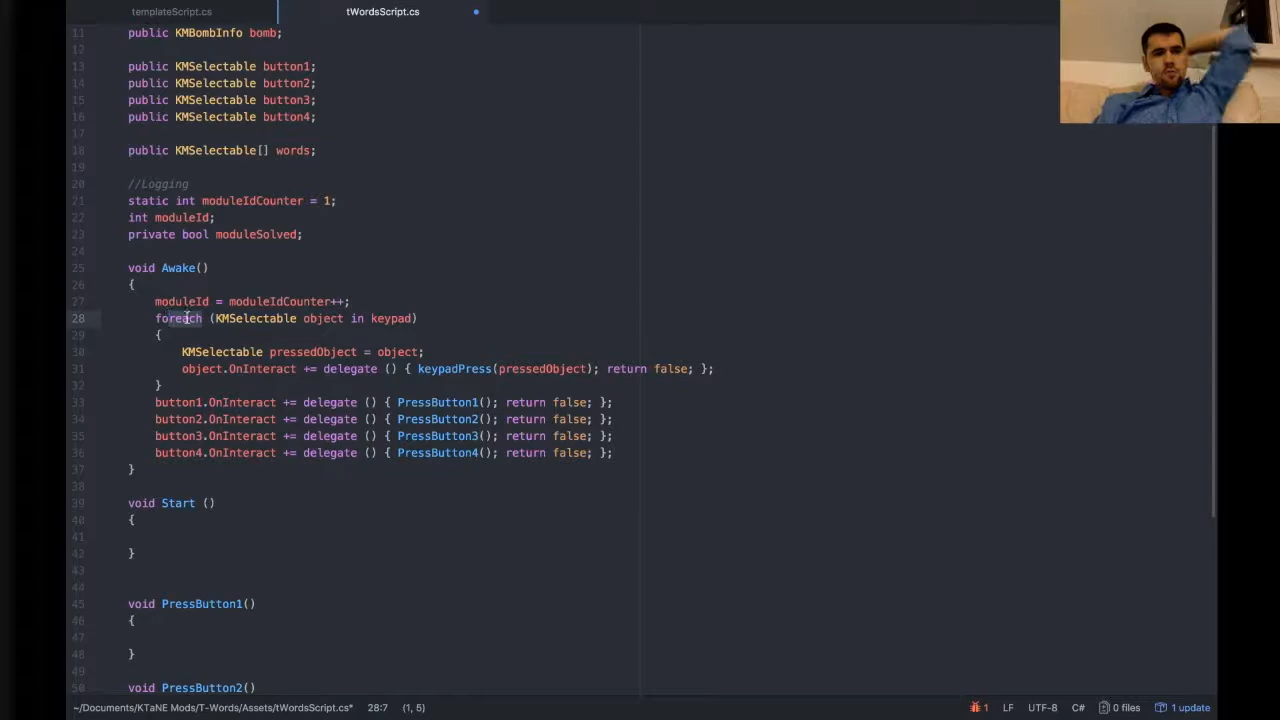 templateScript.cs
tWordsScript.cs
11 public KMBombInfo bomb;
12
13 public KMSelectable button1;
14 public KMSelectable button2;
15 public KMSelectable button3;
16 public KMSelectable button4;
17
18 public KMSelectable[] words;
19
20 //Logging
21 static int moduleIdCounter = 1;
22 int moduleId;
23 private bool moduleSolved;
24
25 void Awake()
26 {
27 moduleId = moduleIdCounter++;
28 foreach (KMSelectable object in keypad)
29 {
30 KMSelectable pressedObject = object;
31 object.OnInteract += delegate () { keypadPress(pressedObject); return false; };
32 }
33 button1.OnInteract += delegate () { PressButton1(); return false; };
34 button2.OnInteract += delegate () { PressButton2(); return false; };
35 button3.OnInteract += delegate () { PressButton3(); return false; };
36 button4.OnInteract += delegate () { PressButton4(); return false; };
37 }
38
39 void Start ()
40 {
41
42 }
43
44
45 void PressButton1()
46 {
47
48 }
49
50 void PressButton2()
~/Documents/KTaNE Mods/T-Words/Assets/tWordsScript.cs* 28:7 (1, 5) 1 LF UTF-8 C# 0 files 1 update